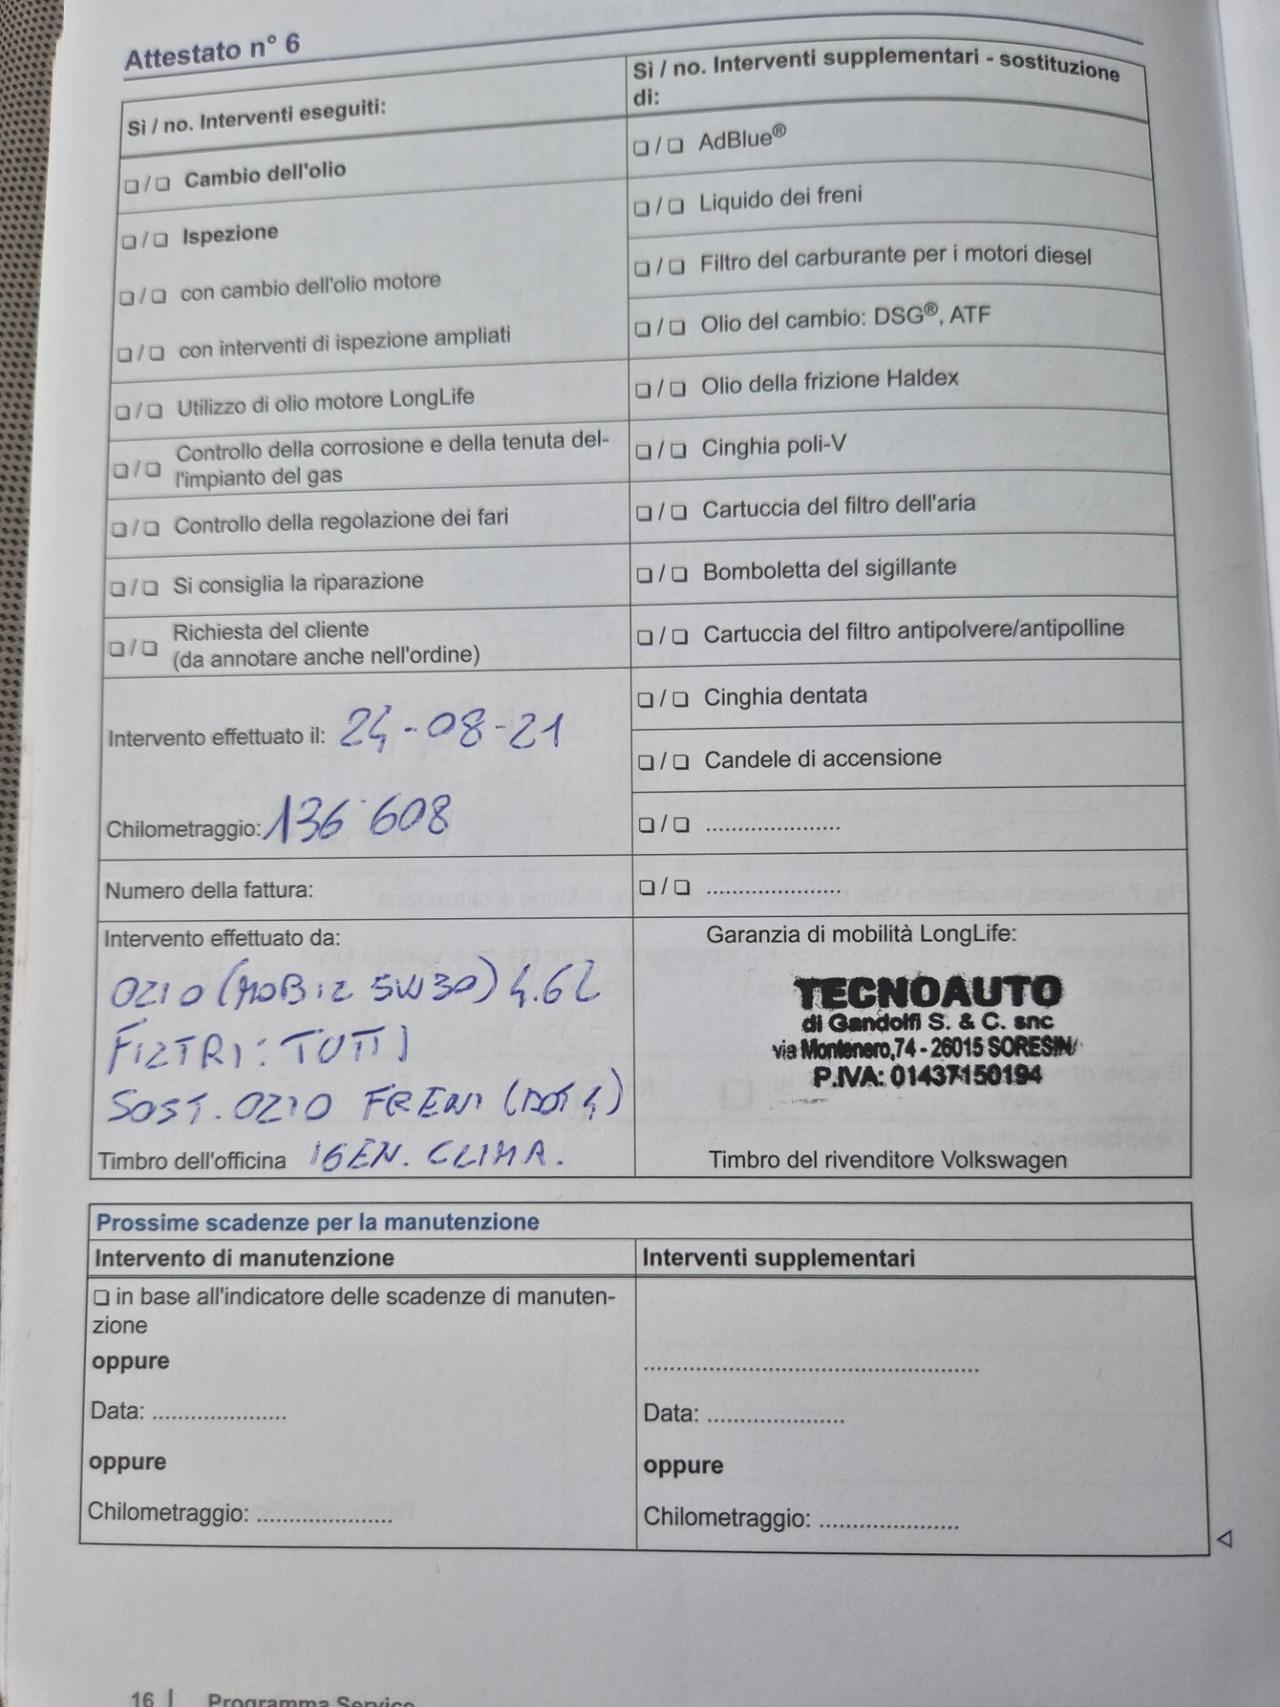 Attestato n° 6
Sì / no. Interventi eseguiti:
❏ / ❏ Cambio dell'olio
❏ / ❏ Ispezione
❏ / ❏ con cambio dell'olio motore
❏ / ❏ con interventi di ispezione ampliati
❏ / ❏ Utilizzo di olio motore LongLife
❏ / ❏ Controllo della corrosione e della tenuta del-
l'impianto del gas
❏ / ❏ Controllo della regolazione dei fari
❏ / ❏ Si consiglia la riparazione
❏ / ❏ Richiesta del cliente
(da annotare anche nell'ordine)
Intervento effettuato il: 24-08-21
Chilometraggio: 136 608
Numero della fattura:
Sì / no. Interventi supplementari - sostituzione
di:
❏ / ❏ AdBlue®
❏ / ❏ Liquido dei freni
❏ / ❏ Filtro del carburante per i motori diesel
❏ / ❏ Olio del cambio: DSG®, ATF
❏ / ❏ Olio della frizione Haldex
❏ / ❏ Cinghia poli-V
❏ / ❏ Cartuccia del filtro dell'aria
❏ / ❏ Bomboletta del sigillante
❏ / ❏ Cartuccia del filtro antipolvere/antipolline
❏ / ❏ Cinghia dentata
❏ / ❏ Candele di accensione
❏ / ❏ ......................
❏ / ❏ ......................
Intervento effettuato da:
OLIO (MOBIL 5W30) 4.6L
FILTRI: TUTTI
SOST. OLIO FRENI (DOT 4)
Timbro dell'officina IGEN. CLIMA.
Garanzia di mobilità LongLife:
TECNOAUTO
di Gandolfi S. & C. snc
via Montenero,74 - 26015 SORESIN
P.IVA: 01437150194
Timbro del rivenditore Volkswagen
Prossime scadenze per la manutenzione
Intervento di manutenzione
❏ in base all'indicatore delle scadenze di manuten-
zione
oppure
Data: ......................
oppure
Chilometraggio: ......................
Interventi supplementari
......................................................
Data: ......................
oppure
Chilometraggio: ......................
16 | Programma Service